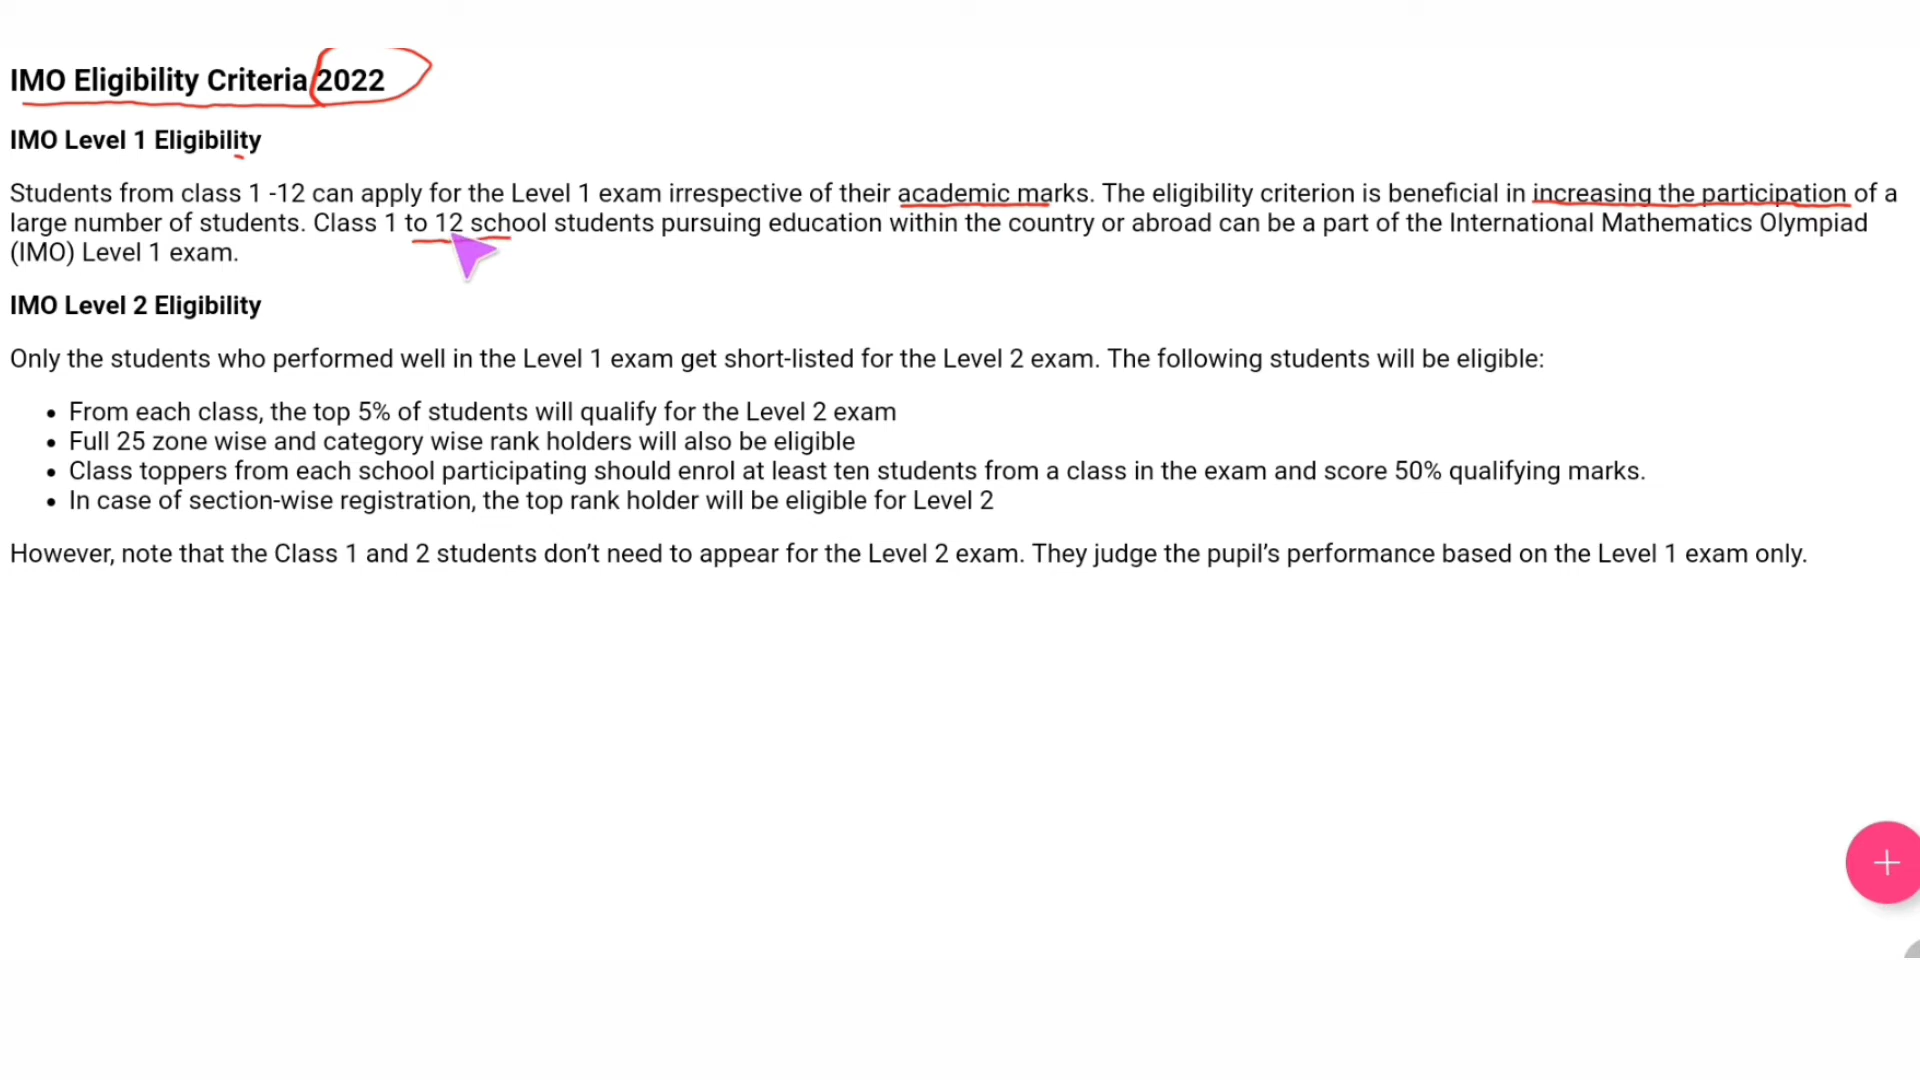 IMO Eligibility Criteria 2022
IMO Level 1 Eligibility
Students from class 1 -12 can apply for the Level 1 exam irrespective of their academic marks. The eligibility criterion is beneficial in increasing the participation of a
large number of students. Class 1 to 12 school students pursuing education within the country or abroad can be a part of the International Mathematics Olympiad
(IMO) Level 1 exam.
IMO Level 2 Eligibility
Only the students who performed well in the Level 1 exam get short-listed for the Level 2 exam. The following students will be eligible:
• From each class, the top 5% of students will qualify for the Level 2 exam
• Full 25 zone wise and category wise rank holders will also be eligible
• Class toppers from each school participating should enrol at least ten students from a class in the exam and score 50% qualifying marks.
• In case of section-wise registration, the top rank holder will be eligible for Level 2
However, note that the Class 1 and 2 students don’t need to appear for the Level 2 exam. They judge the pupil’s performance based on the Level 1 exam only.